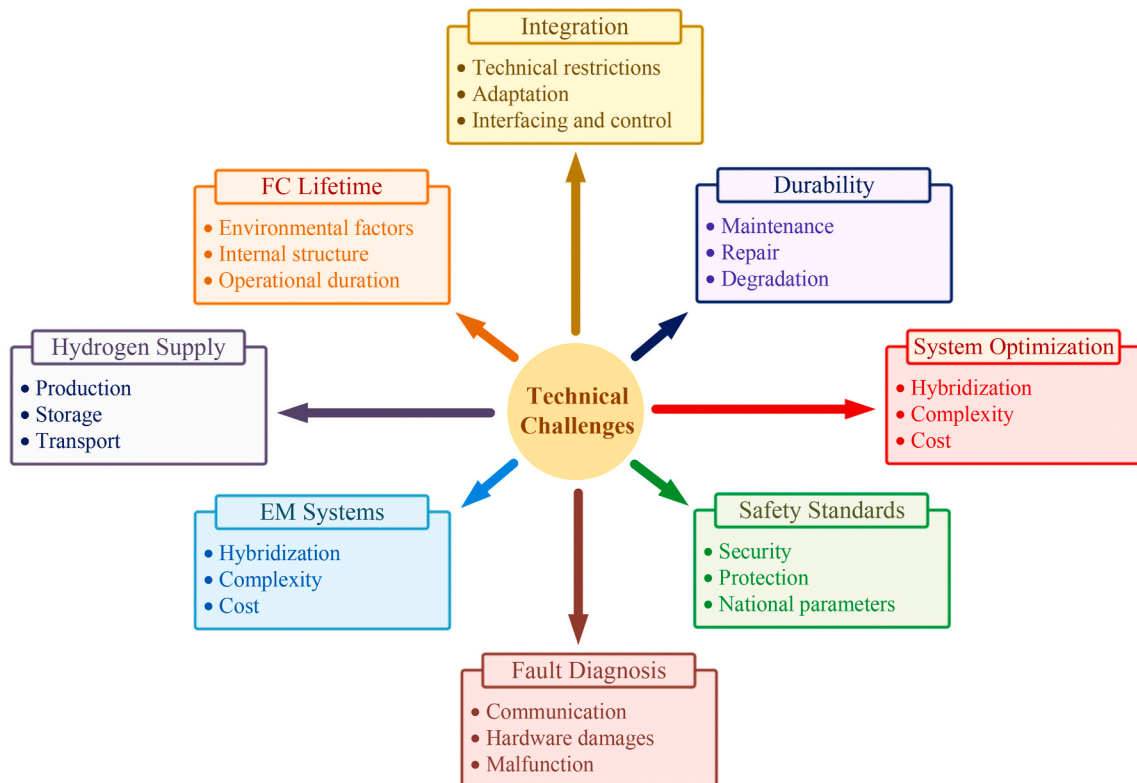 Integration
• Technical restrictions
• Adaptation
• Interfacing and control
FC Lifetime
• Environmental factors
• Internal structure
• Operational duration
Durability
• Maintenance
• Repair
• Degradation
Hydrogen Supply
• Production
• Storage
• Transport
Technical
Challenges
System Optimization
• Hybridization
• Complexity
• Cost
EM Systems
• Hybridization
• Complexity
• Cost
Safety Standards
• Security
• Protection
• National parameters
Fault Diagnosis
• Communication
• Hardware damages
• Malfunction